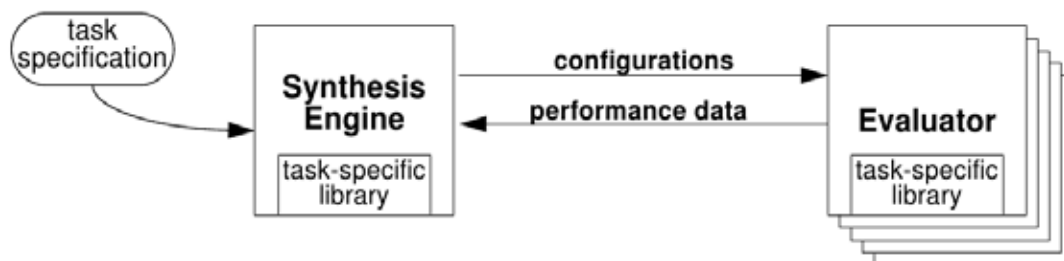 task
specification
Synthesis
Engine
task-specific
library
configurations
performance data
Evaluator
task-specific
library